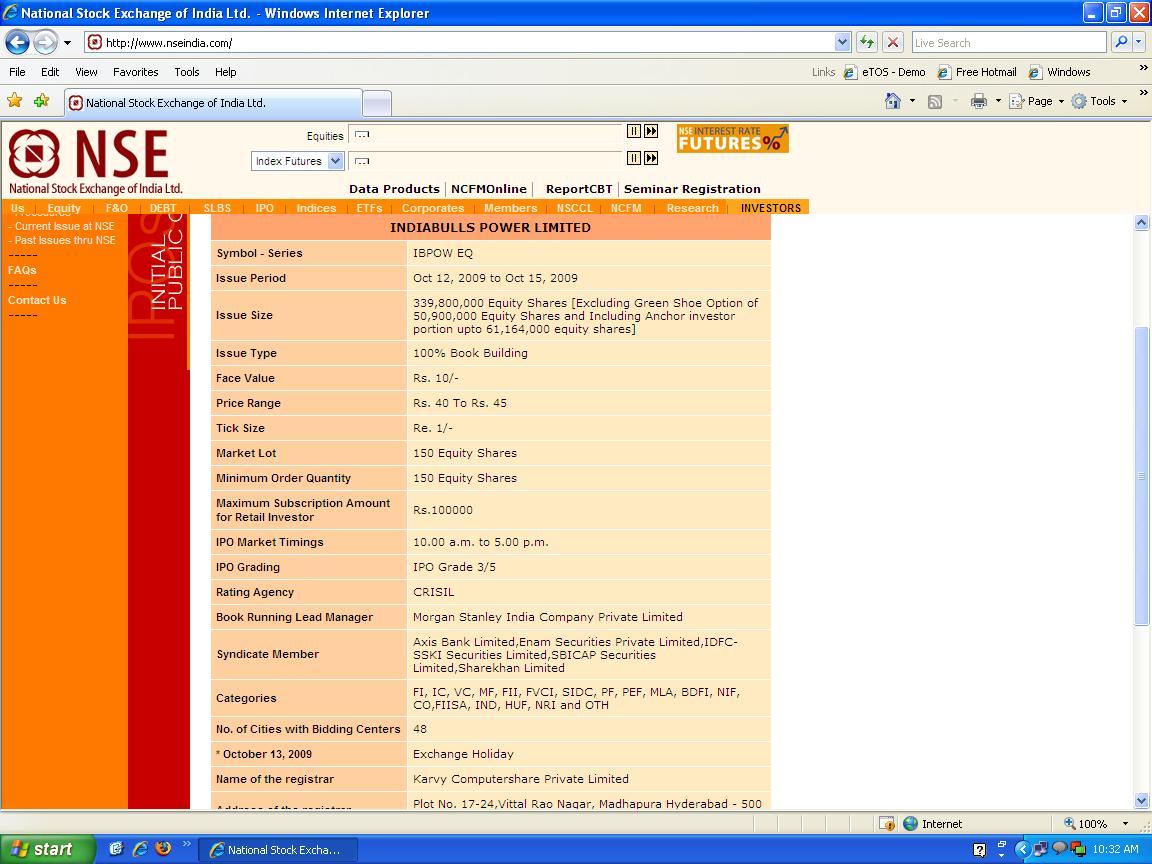 National Stock Exchange of India Ltd. - Windows Internet Explorer
http://www.nseindia.com/
Live Search
File Edit View Favorites Tools Help
Links eTOS - Demo Free Hotmail Windows
National Stock Exchange of India Ltd.
Page Tools
NSE
National Stock Exchange of India Ltd.
Equities
Index Futures
NSE INTEREST RATE
FUTURES%
Data Products NCFMOnline ReportCBT Seminar Registration
Us Equity F&O DEBT SLBS IPO Indices ETFs Corporates Members NSCCL NCFM Research INVESTORS
Procedures
- Current Issue at NSE
- Past Issues thru NSE
-----
FAQs
-----
Contact Us
-----
IPOS
INITIAL
PUBLIC
INDIABULLS POWER LIMITED
Symbol - Series IBPOW EQ
Issue Period Oct 12, 2009 to Oct 15, 2009
Issue Size 339,800,000 Equity Shares [Excluding Green Shoe Option of
50,900,000 Equity Shares and Including Anchor investor
portion upto 61,164,000 equity shares]
Issue Type 100% Book Building
Face Value Rs. 10/-
Price Range Rs. 40 To Rs. 45
Tick Size Re. 1/-
Market Lot 150 Equity Shares
Minimum Order Quantity 150 Equity Shares
Maximum Subscription Amount
for Retail Investor Rs.100000
IPO Market Timings 10.00 a.m. to 5.00 p.m.
IPO Grading IPO Grade 3/5
Rating Agency CRISIL
Book Running Lead Manager Morgan Stanley India Company Private Limited
Syndicate Member Axis Bank Limited,Enam Securities Private Limited,IDFC-
SSKI Securities Limited,SBICAP Securities
Limited,Sharekhan Limited
Categories FI, IC, VC, MF, FII, FVCI, SIDC, PF, PEF, MLA, BDFI, NIF,
CO,FIISA, IND, HUF, NRI and OTH
No. of Cities with Bidding Centers 48
* October 13, 2009 Exchange Holiday
Name of the registrar Karvy Computershare Private Limited
Address of the registrar Plot No. 17-24,Vittal Rao Nagar, Madhapura Hyderabad - 500
Internet 100%
start National Stock Excha... 10:32 AM